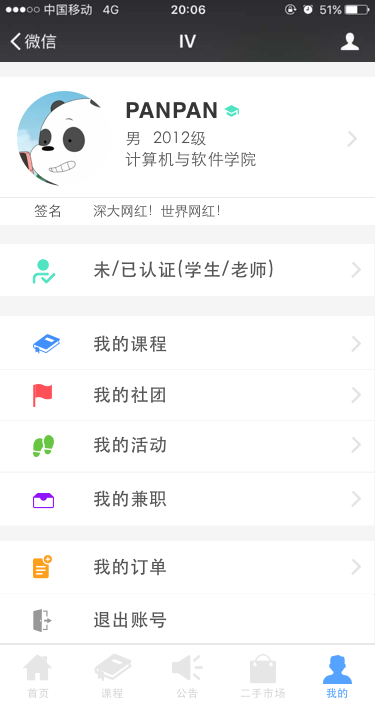 中国移动 4G 20:06 51%
微信 IV
PANPAN
男 2012级
计算机与软件学院
签名 深大网红！世界网红！
未/已认证(学生/老师)
我的课程
我的社团
我的活动
我的兼职
我的订单
退出账号
首页 课程 公告 二手市场 我的